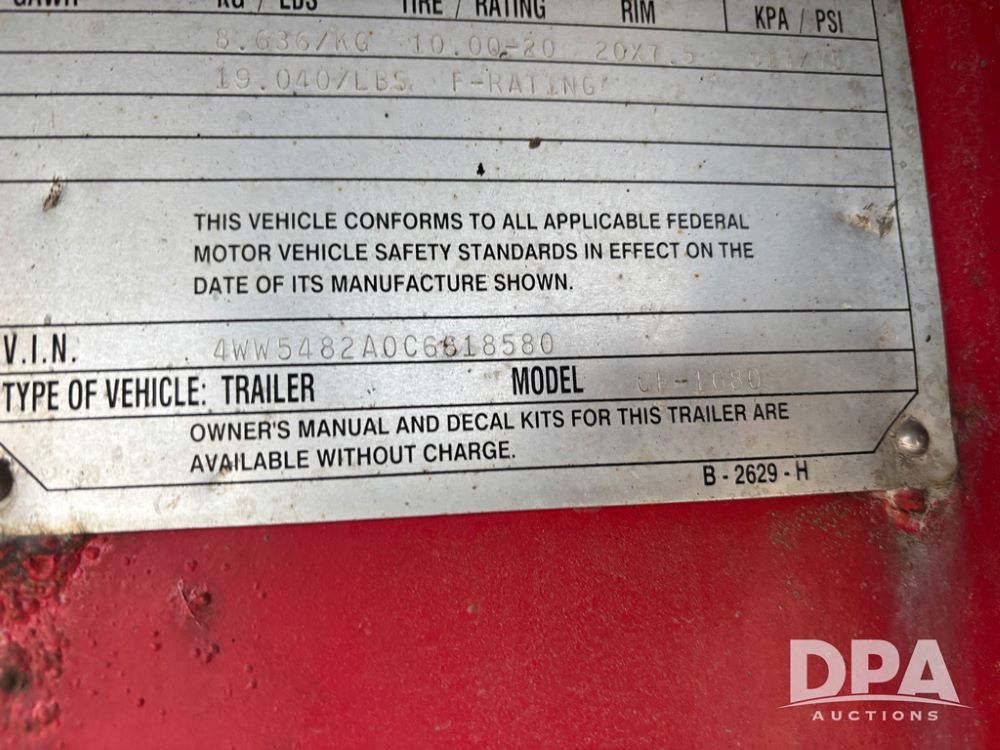 KG / LBS TIRE / RATING RIM KPA / PSI
8.636/KG 10.00-20 20X7.5
19.040/LBS F-RATING
THIS VEHICLE CONFORMS TO ALL APPLICABLE FEDERAL
MOTOR VEHICLE SAFETY STANDARDS IN EFFECT ON THE
DATE OF ITS MANUFACTURE SHOWN.
V.I.N. 4WW5482A0C6618580
TYPE OF VEHICLE: TRAILER MODEL
OWNER'S MANUAL AND DECAL KITS FOR THIS TRAILER ARE
AVAILABLE WITHOUT CHARGE.
B - 2629 - H
DPA
AUCTIONS